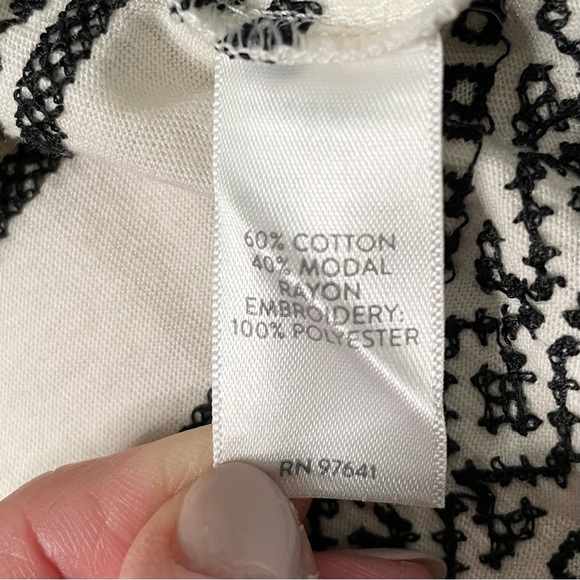 60% COTTON
40% MODAL
RAYON
EMBROIDERY:
100% POLYESTER
RN 97641